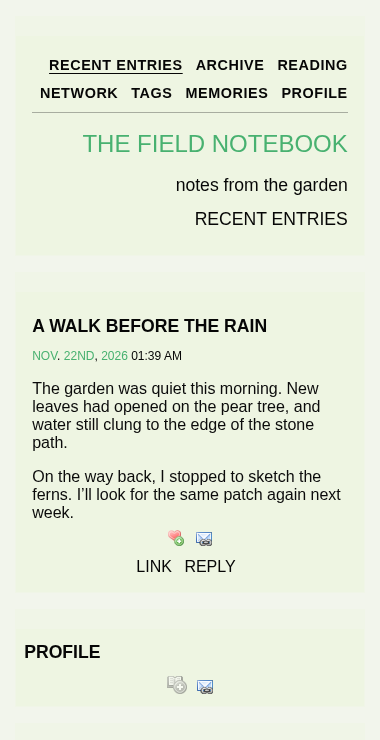 RECENT ENTRIES ARCHIVE READING
NETWORK TAGS MEMORIES PROFILE
THE FIELD NOTEBOOK
notes from the garden
RECENT ENTRIES
A WALK BEFORE THE RAIN
NOV. 22ND, 2026 01:39 AM
The garden was quiet this morning. New
leaves had opened on the pear tree, and
water still clung to the edge of the stone
path.
On the way back, I stopped to sketch the
ferns. I’ll look for the same patch again next
week.
LINK REPLY
PROFILE